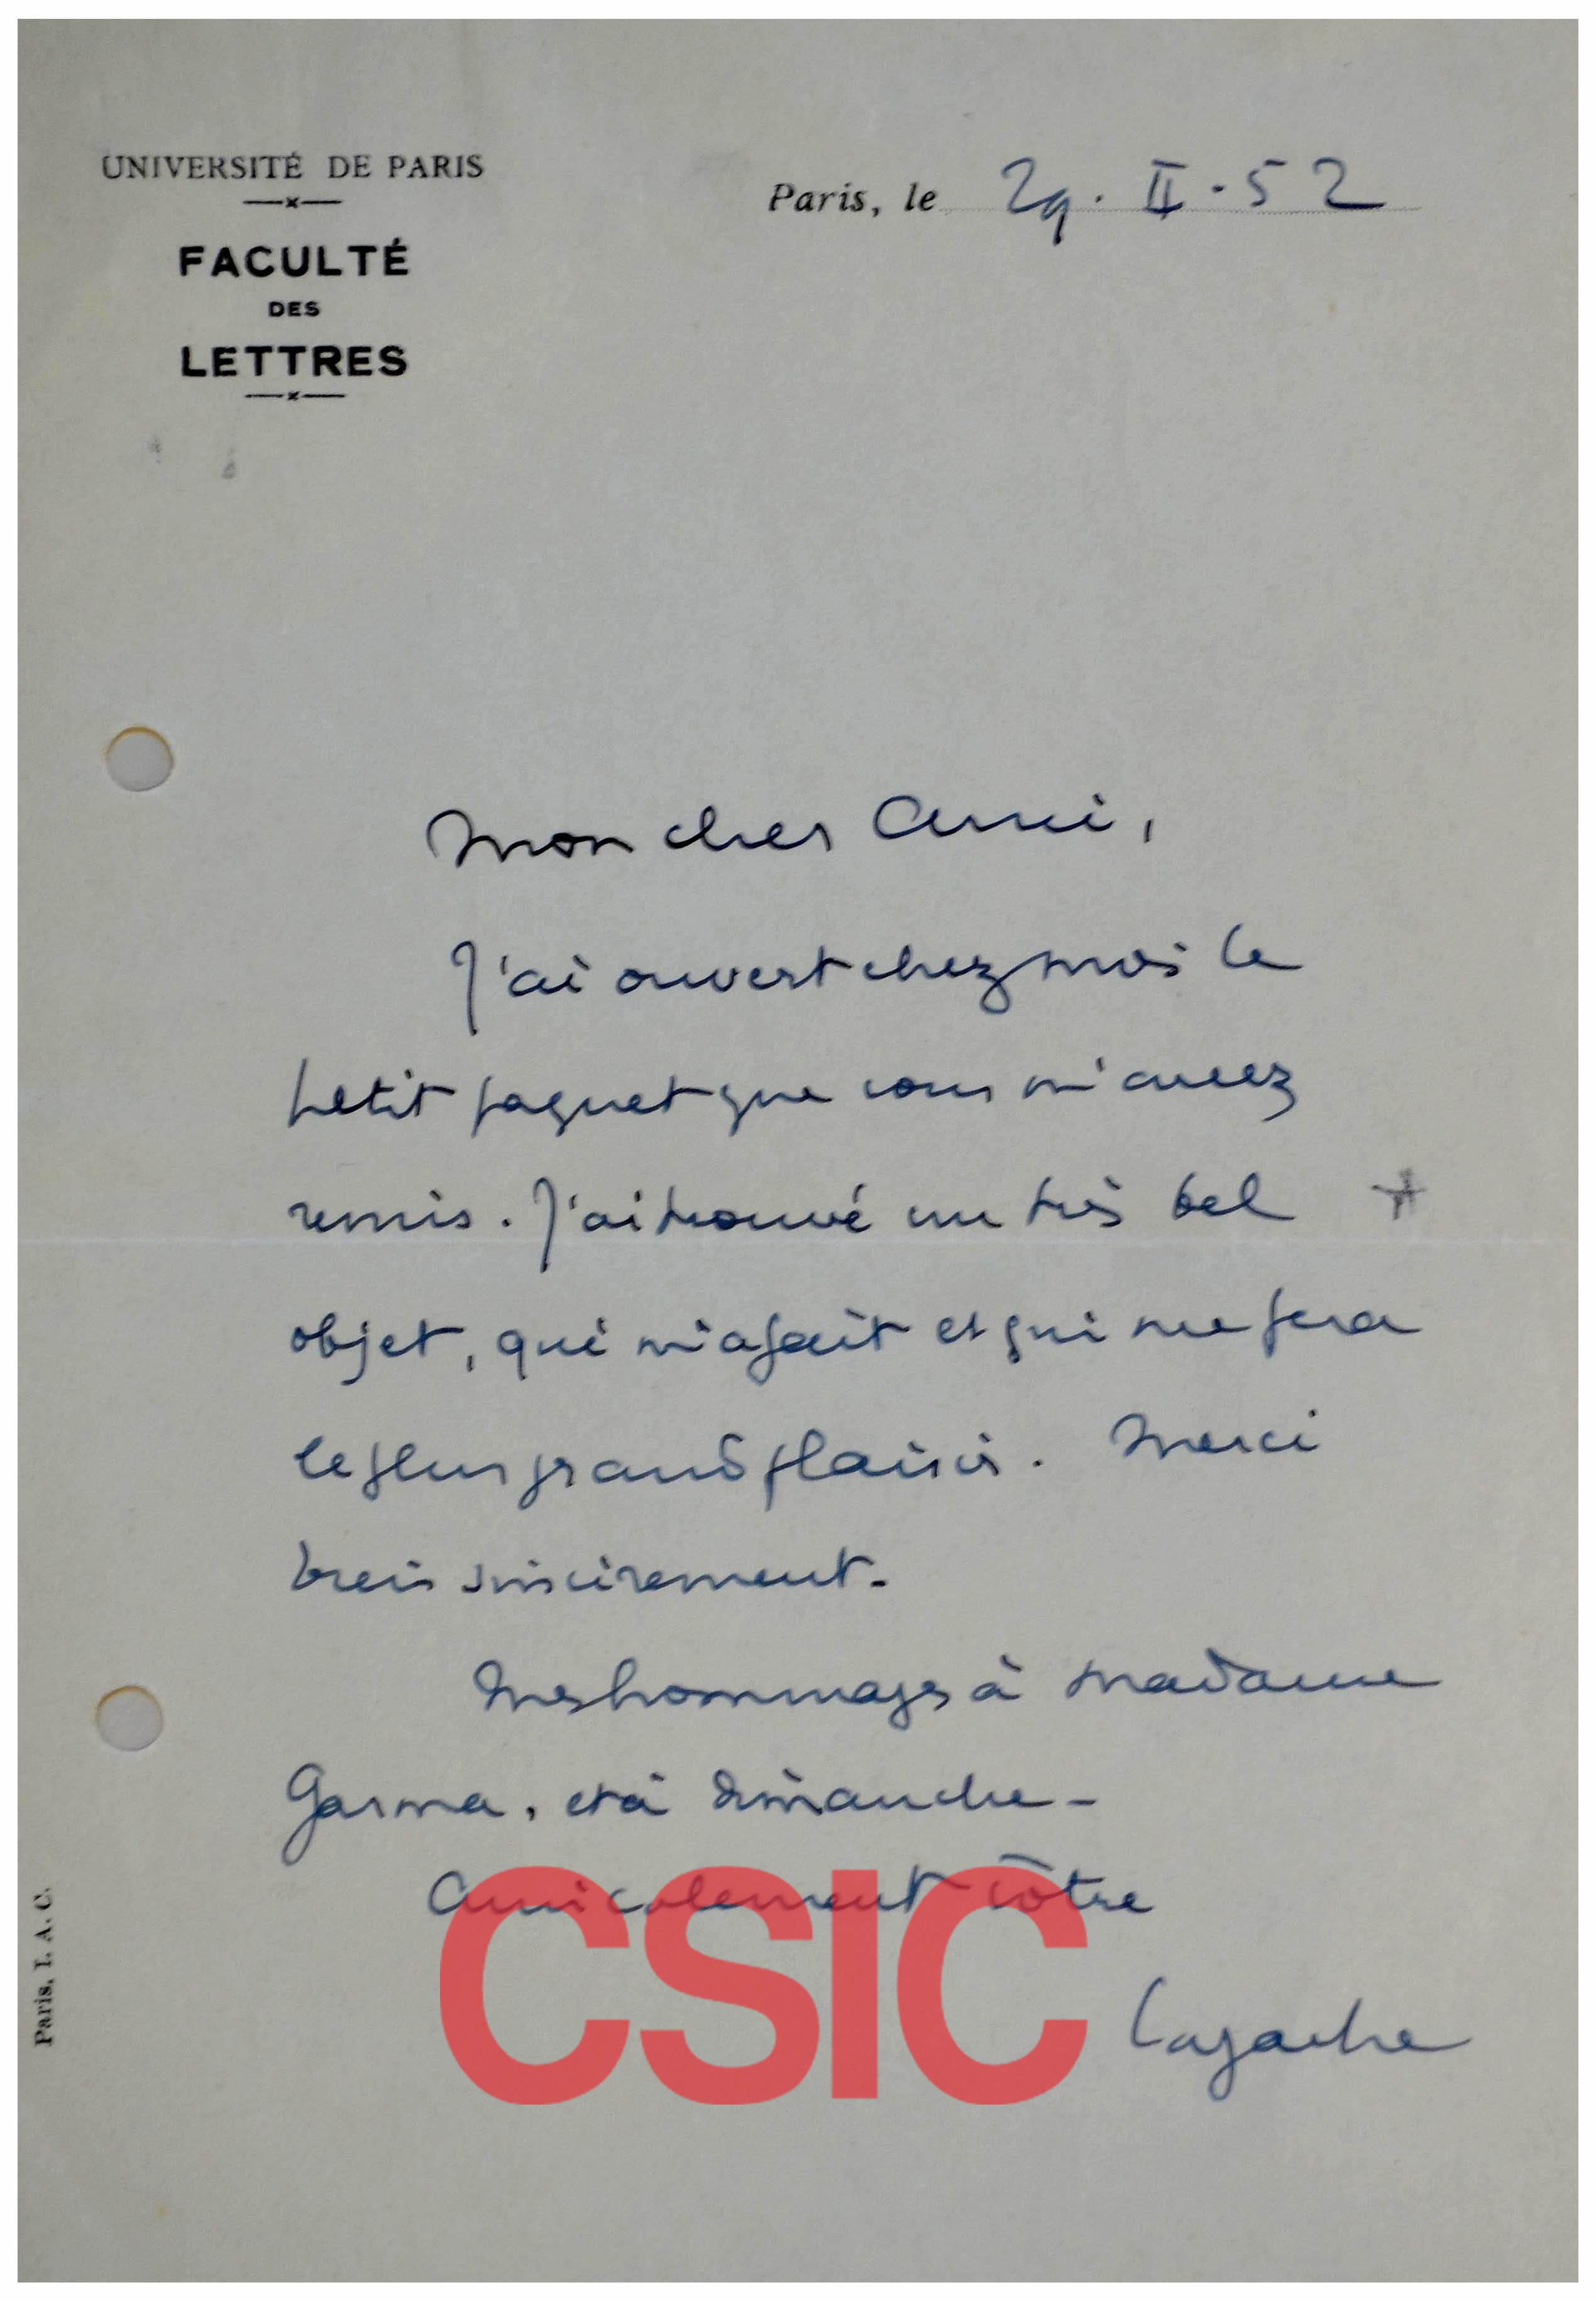 UNIVERSITÉ DE PARIS
FACULTÉ
DES
LETTRES
Paris, le 29. II. 52
Mon cher Ami,
J'ai ouvert chez moi le
petit paquet que vous m'avez
remis. J'ai trouvé un très bel
objet, qui m'a fait et qui me fera
le plus grand plaisir. Merci
bien sincèrement.
Mes hommages à Madame
Garma, et à dimanche -
Amicalement vôtre
Lagache
Paris. I. A. C.
CSIC